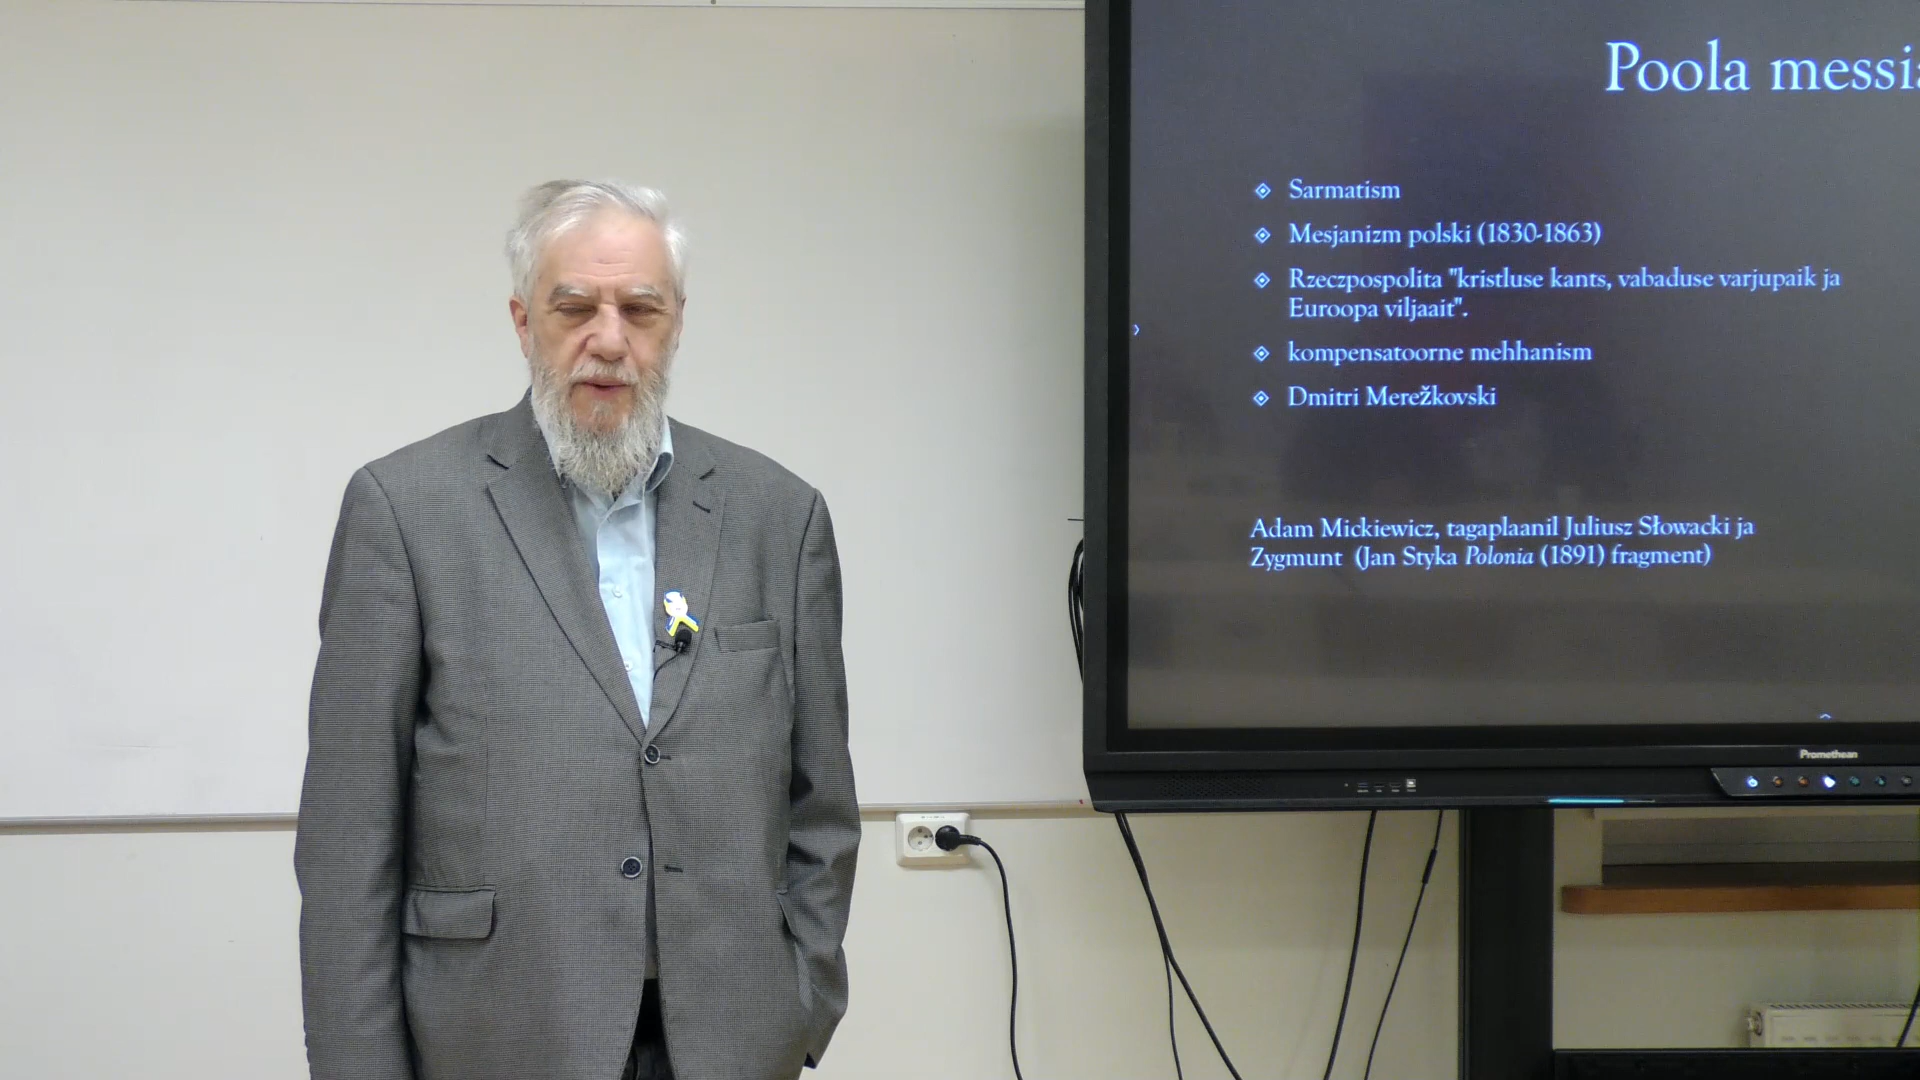 Poola messia
Sarmatism
Mesjanizm polski (1830-1863)
Rzeczpospolita "kristluse kants, vabaduse varjupaik ja
Euroopa viljaait".
kompensatoorne mehhanism
Dmitri Merežkovski
Adam Mickiewicz, tagaplaanil Juliusz Słowacki ja
Zygmunt (Jan Styka Polonia (1891) fragment)
Promethean